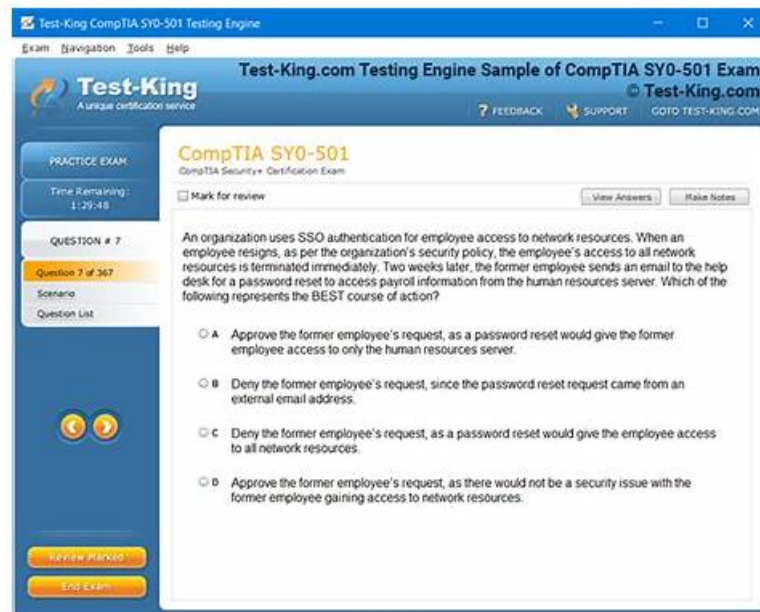 Test-King CompTIA SY0-501 Testing Engine
Exam Navigation Tools Help
Test-King.com Testing Engine Sample of CompTIA SY0-501 Exam
© Test-King.com
Test-King
A unique certification service
? FEEDBACK SUPPORT GOTO TEST-KING.COM
PRACTICE EXAM
Time Remaining:
1:29:48
QUESTION # 7
Question 7 of 367
Scenario
Question List
CompTIA SY0-501
CompTIA Security+ Certification Exam
Mark for review View Answers Make Notes
An organization uses SSO authentication for employee access to network resources. When an
employee resigns, as per the organization's security policy, the employee's access to all network
resources is terminated immediately. Two weeks later, the former employee sends an email to the help
desk for a password reset to access payroll information from the human resources server. Which of the
following represents the BEST course of action?
A Approve the former employee's request, as a password reset would give the former
employee access to only the human resources server.
B Deny the former employee's request, since the password reset request came from an
external email address.
C Deny the former employee's request, as a password reset would give the employee access
to all network resources.
D Approve the former employee's request, as there would not be a security issue with the
former employee gaining access to network resources.
Review Marked
End Exam